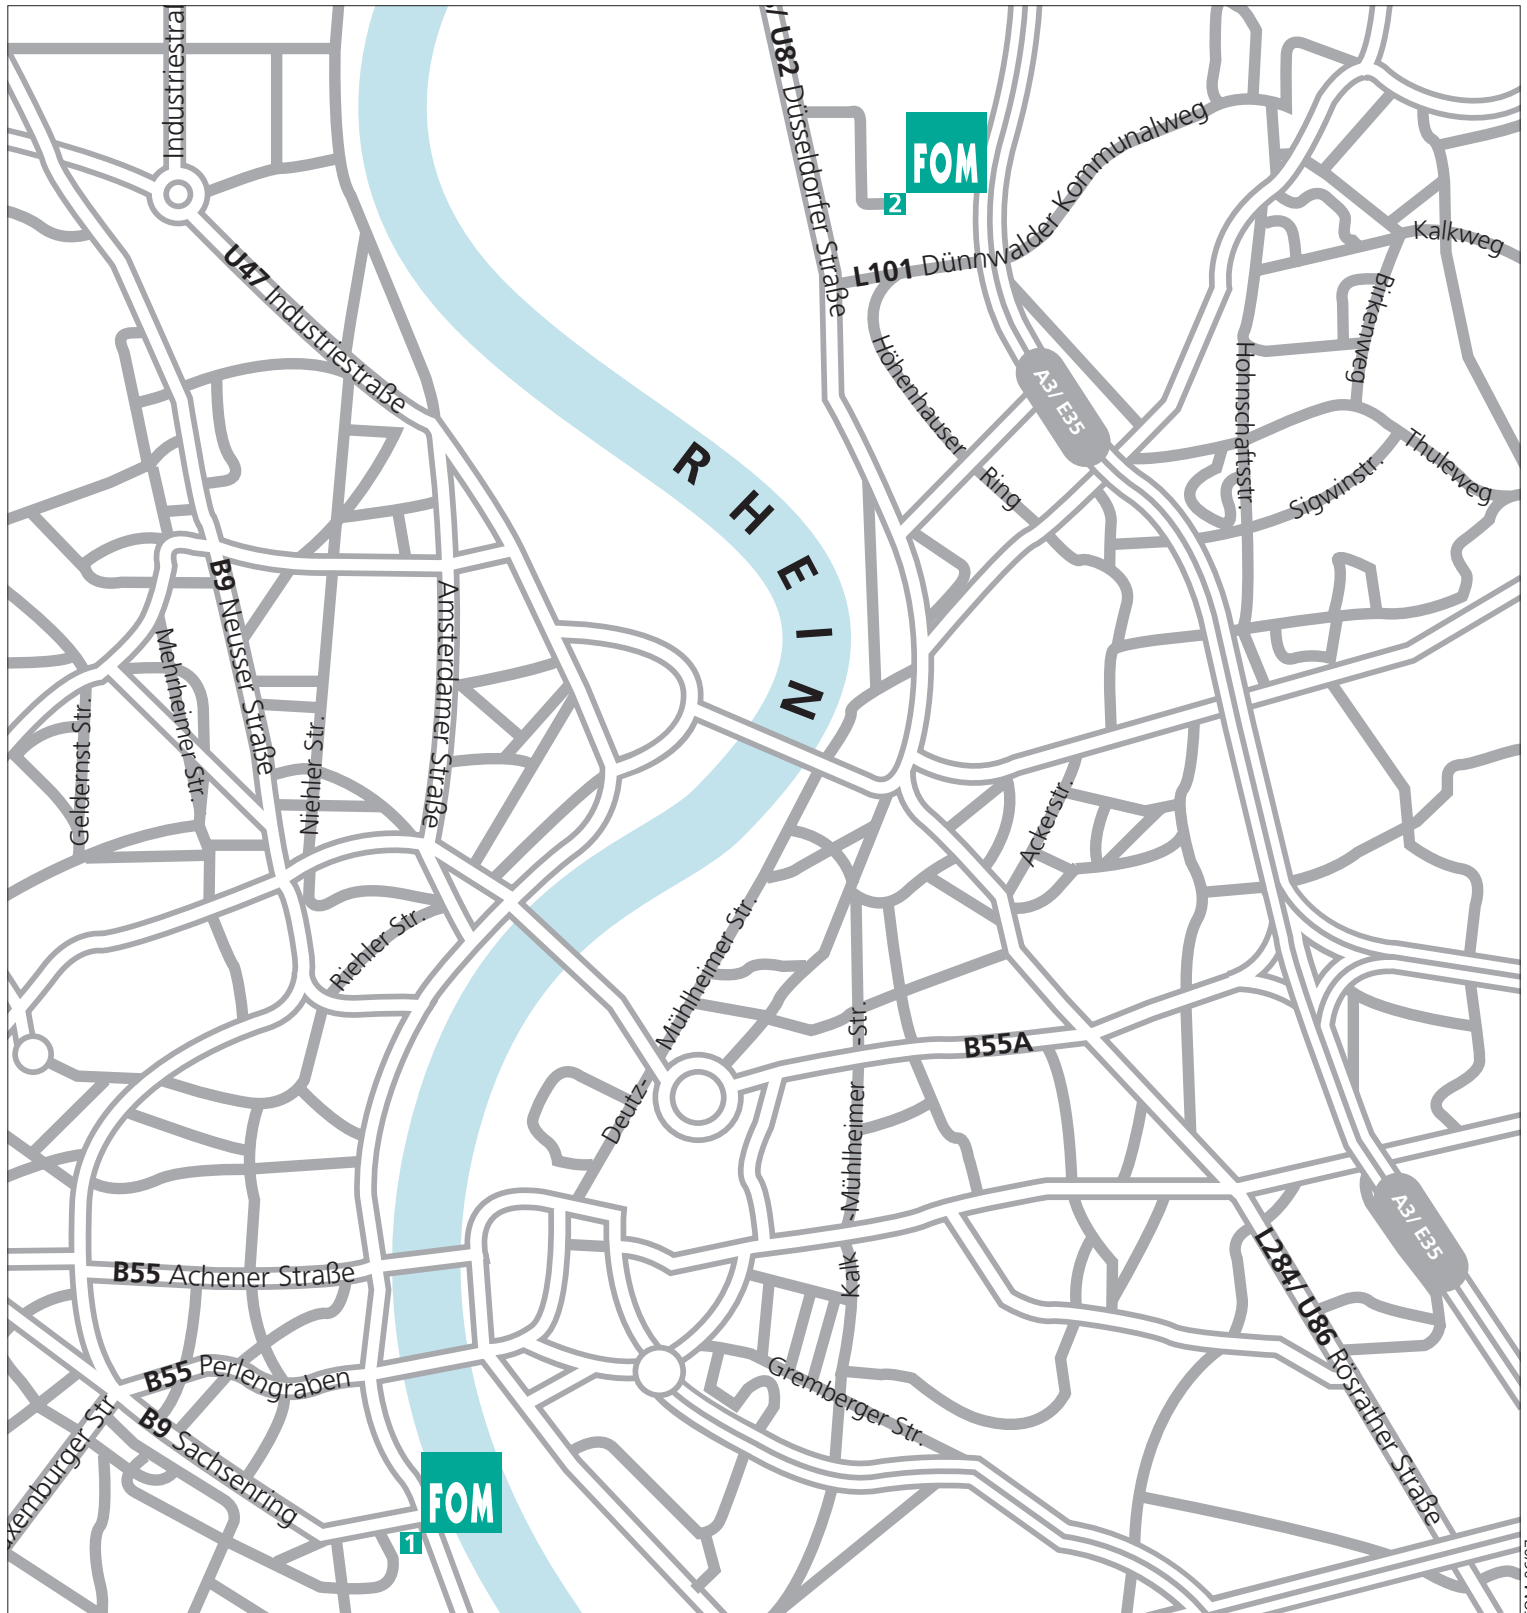 Industriestraß
/ U82 Düsseldorfer Straße
FOM
2
L101 Dünnwalder Kommunalweg
Kalkweg
Birkenweg
Hohnschaftsstr.
U47 Industriestraße
Höhenhauser Ring
A3/ E35
Thuleweg
Sigwinstr.
R H E I N
B9 Neusser Straße
Amsterdamer Straße
Mehrheimer Str.
Geldernst Str.
Niehler Str.
Ackerstr.
Riehler Str.
Deutz- Mühlheimer Str.
Kalk -Mühlheimer -Str.
B55A
B55 Achener Straße
A3/ E35
L284/ U86 Rösrather Straße
B55 Perlengraben
Gremberger Str.
B9 Sachsenring
uxemburger Str
FOM
1